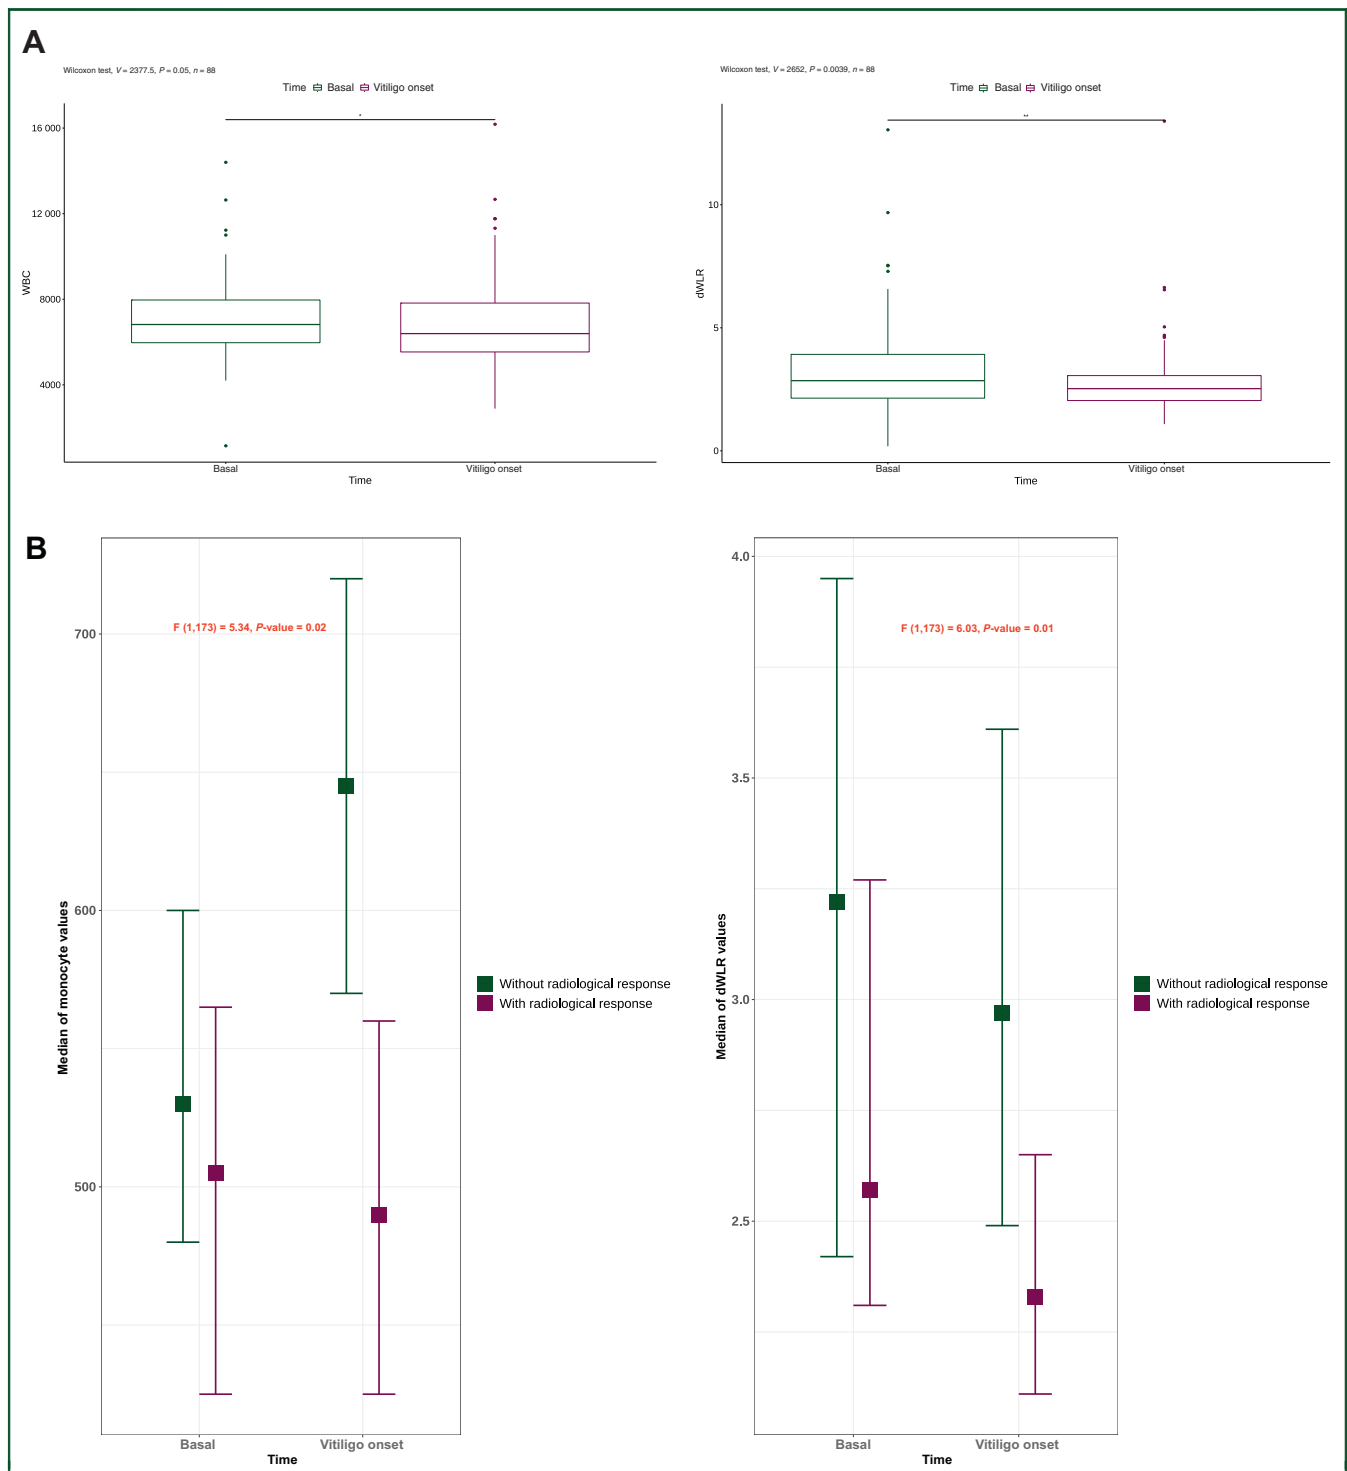 A
Wilcoxon test, V = 2377.5, P = 0.05, n = 88
Time Basal Vitiligo onset
*
16 000
12 000
8000
4000
WBC
Basal
Vitiligo onset
Time
Wilcoxon test, V = 2652, P = 0.0039, n = 88
Time Basal Vitiligo onset
**
10
5
0
dWLR
Basal
Vitiligo onset
Time
B
F (1,173) = 5.34, P-value = 0.02
700
600
500
Median of monocyte values
Without radiological response
With radiological response
Basal
Vitiligo onset
Time
4.0
F (1,173) = 6.03, P-value = 0.01
3.5
3.0
2.5
Median of dWLR values
Without radiological response
With radiological response
Basal
Vitiligo onset
Time